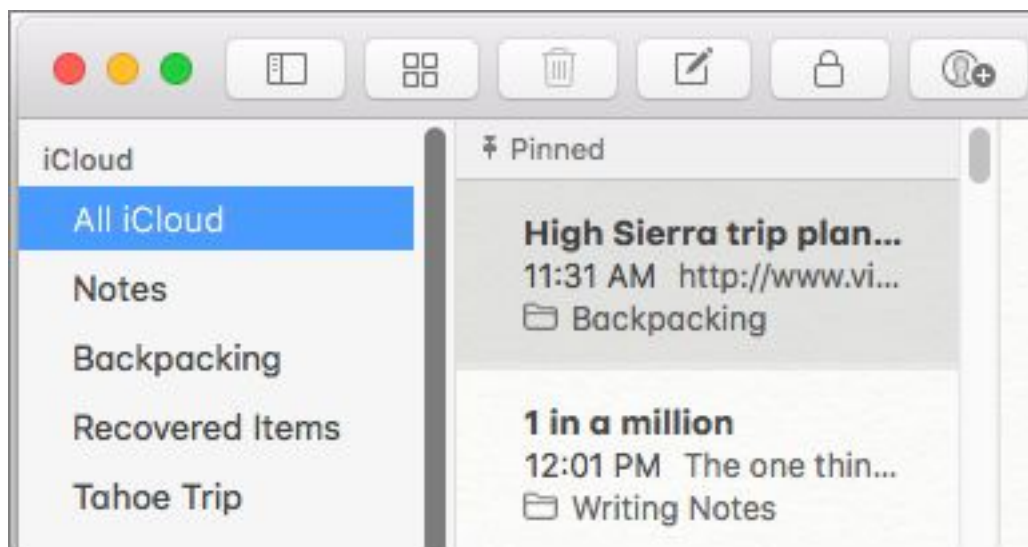 iCloud
All iCloud
Notes
Backpacking
Recovered Items
Tahoe Trip
Pinned
High Sierra trip plan...
11:31 AM http://www.vi...
Backpacking
1 in a million
12:01 PM The one thin...
Writing Notes